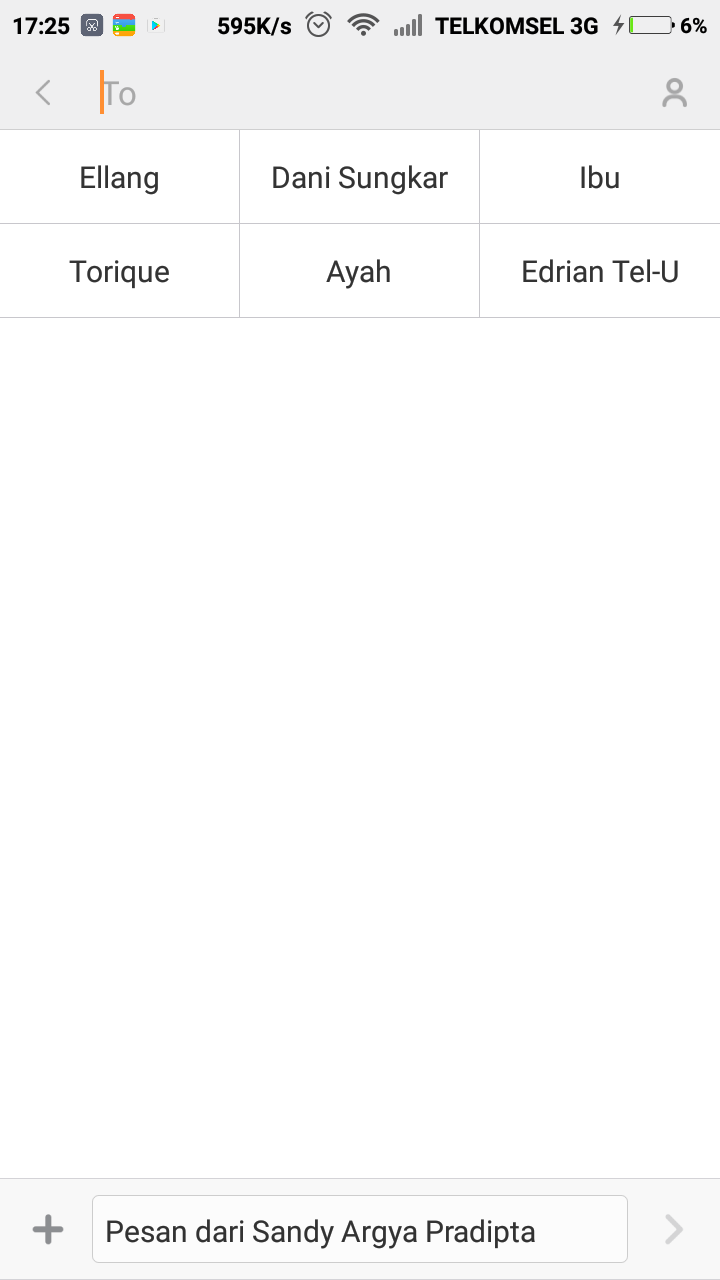 17:25 595K/s TELKOMSEL 3G 6%
To
Ellang Dani Sungkar Ibu
Torique Ayah Edrian Tel-U
Pesan dari Sandy Argya Pradipta